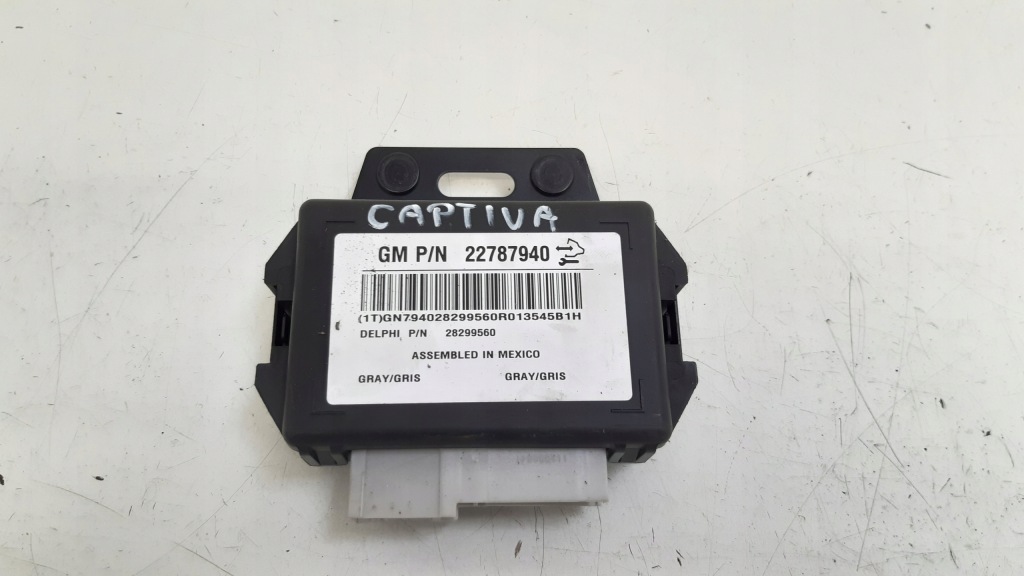 CAPTIVA
GM P/N 22787940
(1T)GN794028299560R013545B1H
DELPHI P/N 28299560
ASSEMBLED IN MEXICO
GRAY/GRIS GRAY/GRIS